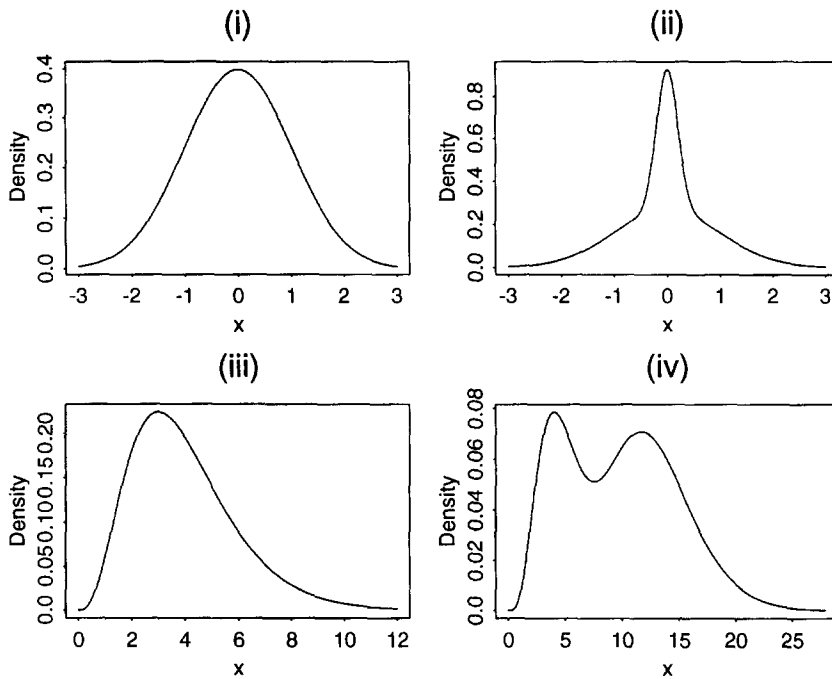 (i)
Density
0.0 0.1 0.2 0.3 0.4
-3 -2 -1 0 1 2 3
x
(ii)
Density
0.0 0.2 0.4 0.6 0.8
-3 -2 -1 0 1 2 3
x
(iii)
Density
0.0 0.05 0.10 0.15 0.20
0 2 4 6 8 10 12
x
(iv)
Density
0.0 0.02 0.04 0.06 0.08
0 5 10 15 20 25
x